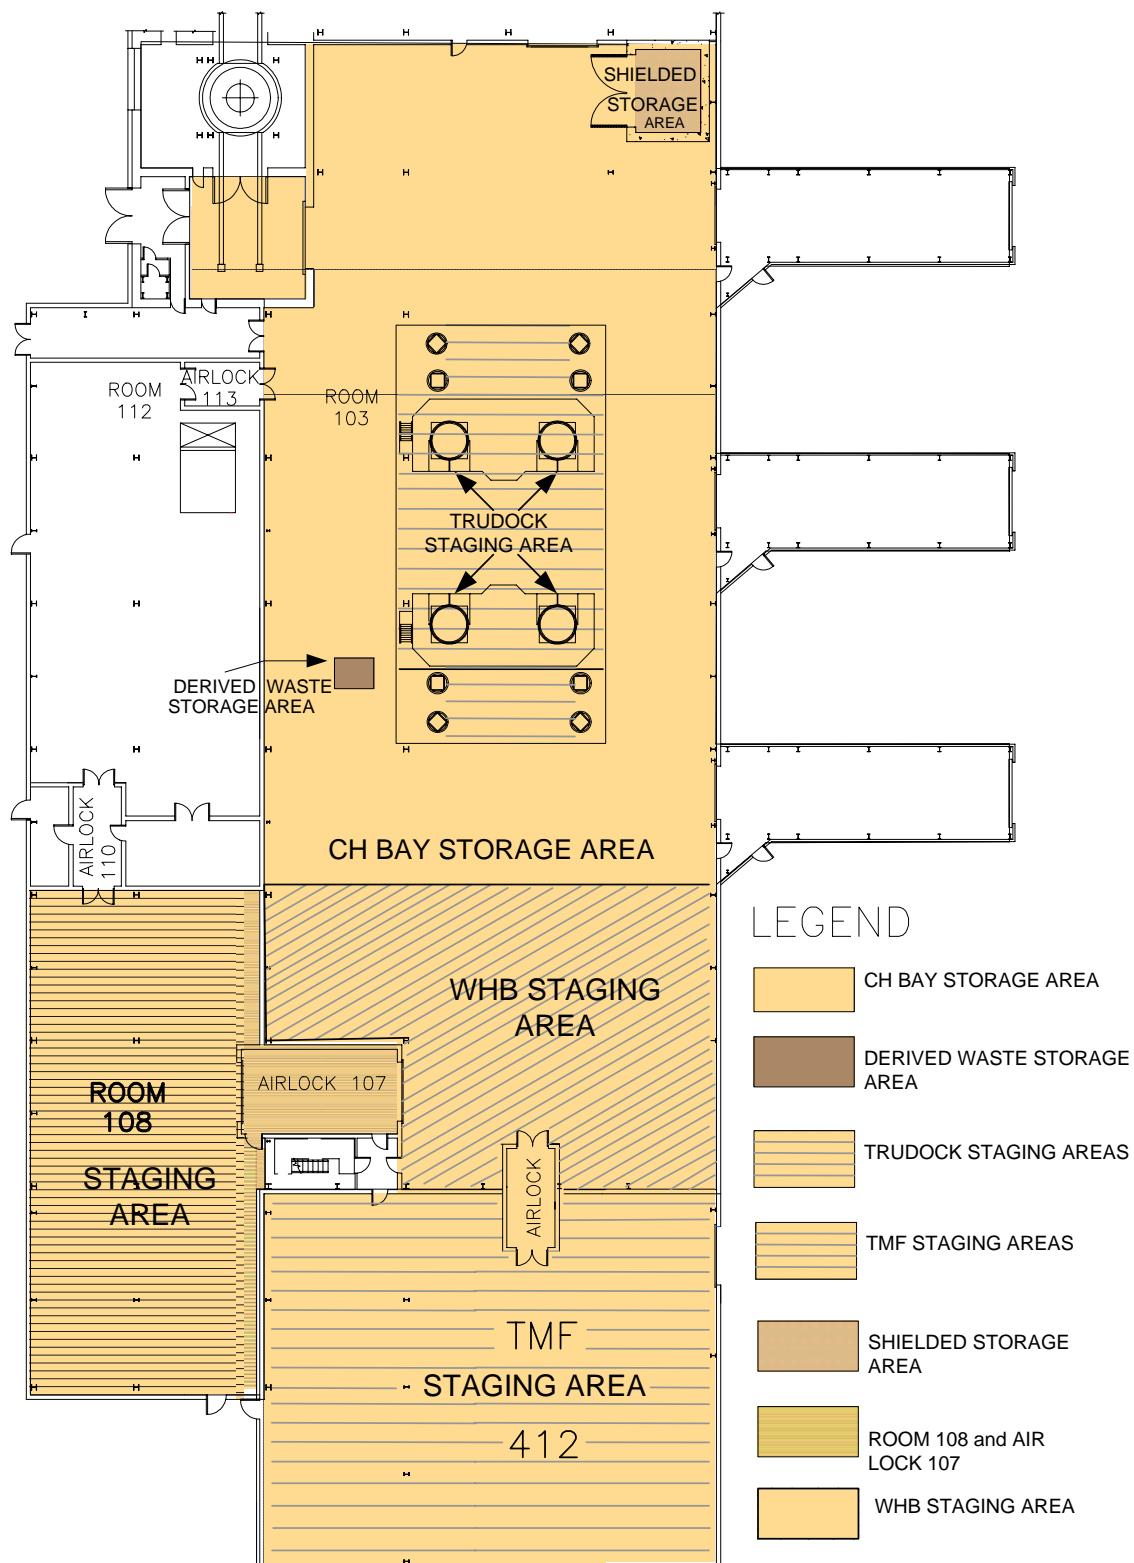 SHIELDED
STORAGE
AREA
AIRLOCK
113
ROOM
112
ROOM
103
TRUDOCK
STAGING AREA
DERIVED WASTE
STORAGE AREA
AIRLOCK
110
CH BAY STORAGE AREA
WHB STAGING
AREA
AIRLOCK 107
ROOM
108
STAGING
AREA
AIRLOCK
TMF
STAGING AREA
412
LEGEND
CH BAY STORAGE AREA
DERIVED WASTE STORAGE
AREA
TRUDOCK STAGING AREAS
TMF STAGING AREAS
SHIELDED STORAGE
AREA
ROOM 108 and AIR
LOCK 107
WHB STAGING AREA